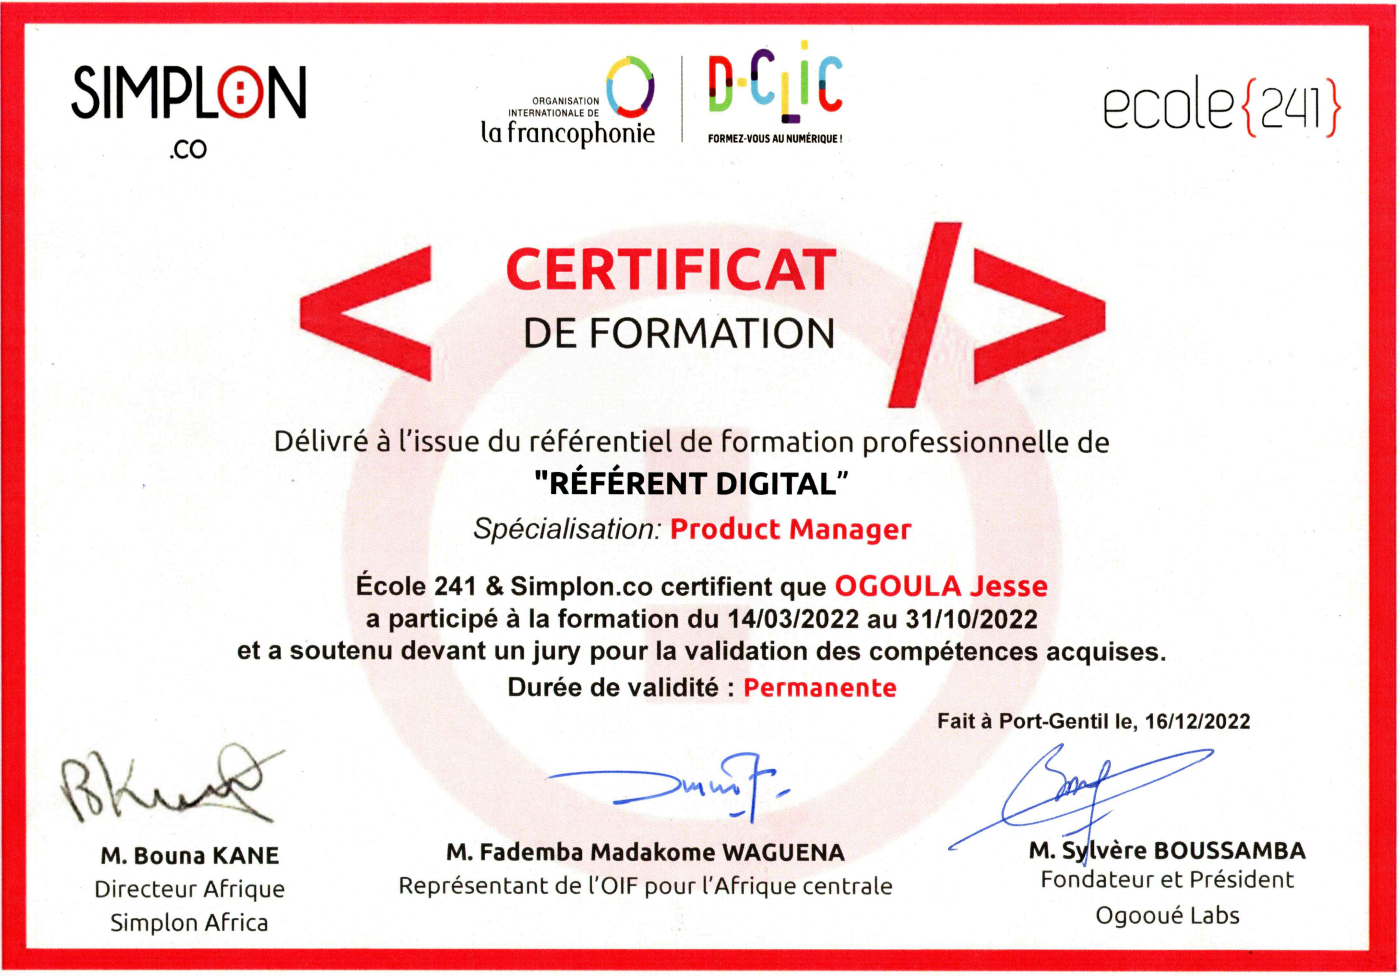 SIMPLON
.CO
ORGANISATION
INTERNATIONALE DE
la francophonie
D-CLIC
FORMEZ-VOUS AU NUMÉRIQUE !
ecole{241}
< CERTIFICAT />
DE FORMATION
Délivré à l'issue du référentiel de formation professionnelle de
"RÉFÉRENT DIGITAL”
Spécialisation: Product Manager
École 241 & Simplon.co certifient que OGOULA Jesse
a participé à la formation du 14/03/2022 au 31/10/2022
et a soutenu devant un jury pour la validation des compétences acquises.
Durée de validité : Permanente
Fait à Port-Gentil le, 16/12/2022
M. Bouna KANE
Directeur Afrique
Simplon Africa
M. Fademba Madakome WAGUENA
Représentant de l'OIF pour l'Afrique centrale
M. Sylvère BOUSSAMBA
Fondateur et Président
Ogooué Labs